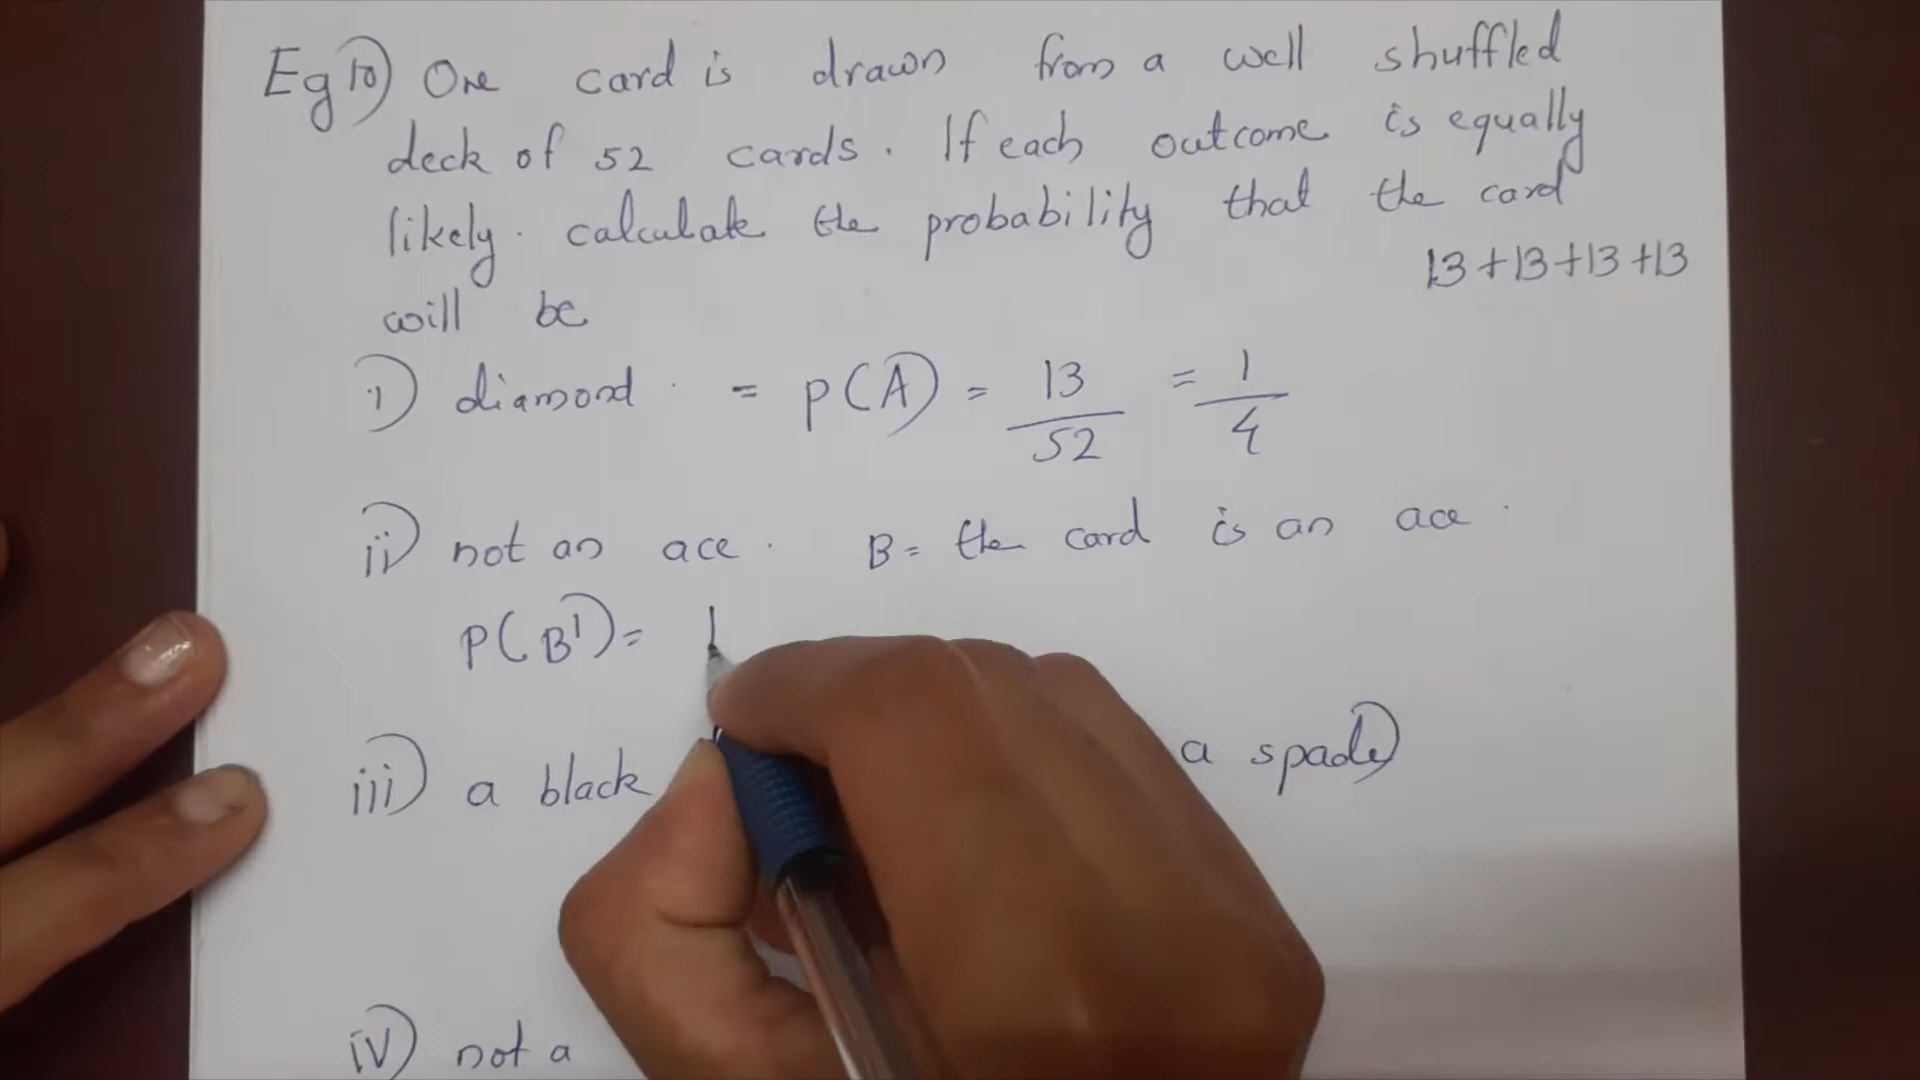 Eg 10) One card is drawn from a well shuffled
deck of 52 cards. If each outcome is equally
likely. calculate the probability that the card
13+13+13+13
will be
i) diamond. = P(A) = 13/52 = 1/4
ii) not an ace. B= the card is an ace.
P(B')= 1
iii) a black a spade)
iv) not a